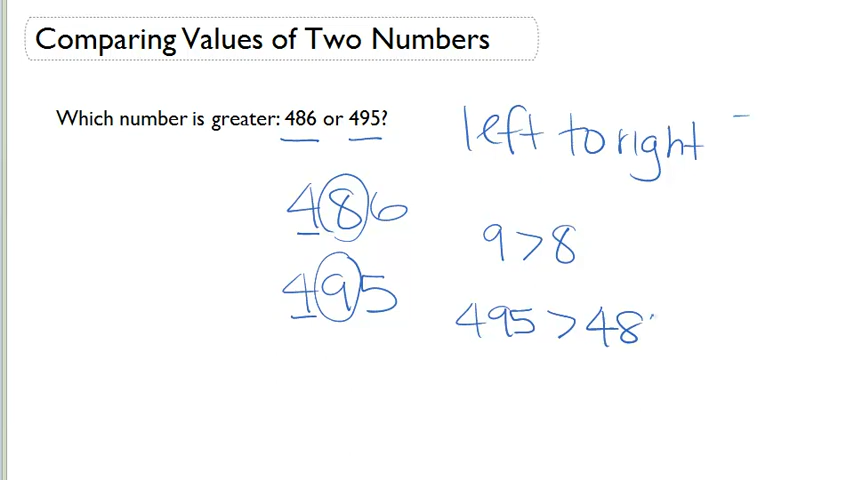 Comparing Values of Two Numbers
Which number is greater: 486 or 495?
left to right
486
9 > 8
495
495 > 48